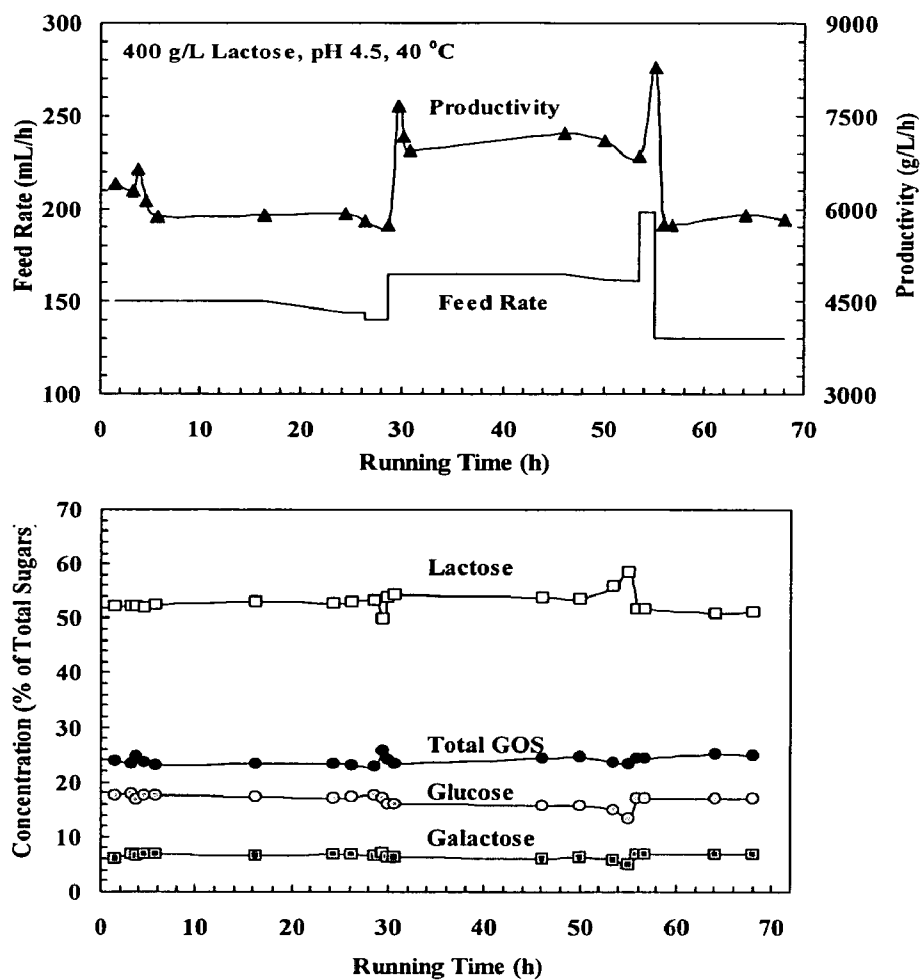 300
9000
400 g/L Lactose, pH 4.5, 40 °C
250
Productivity
7500
Feed Rate (mL/h)
Productivity (g/L/h)
200
6000
150
Feed Rate
4500
100
3000
0 10 20 30 40 50 60 70
Running Time (h)
70
60
Lactose
50
40
Concentration (% of Total Sugars)
30
Total GOS
20
Glucose
10
Galactose
0
0 10 20 30 40 50 60 70
Running Time (h)